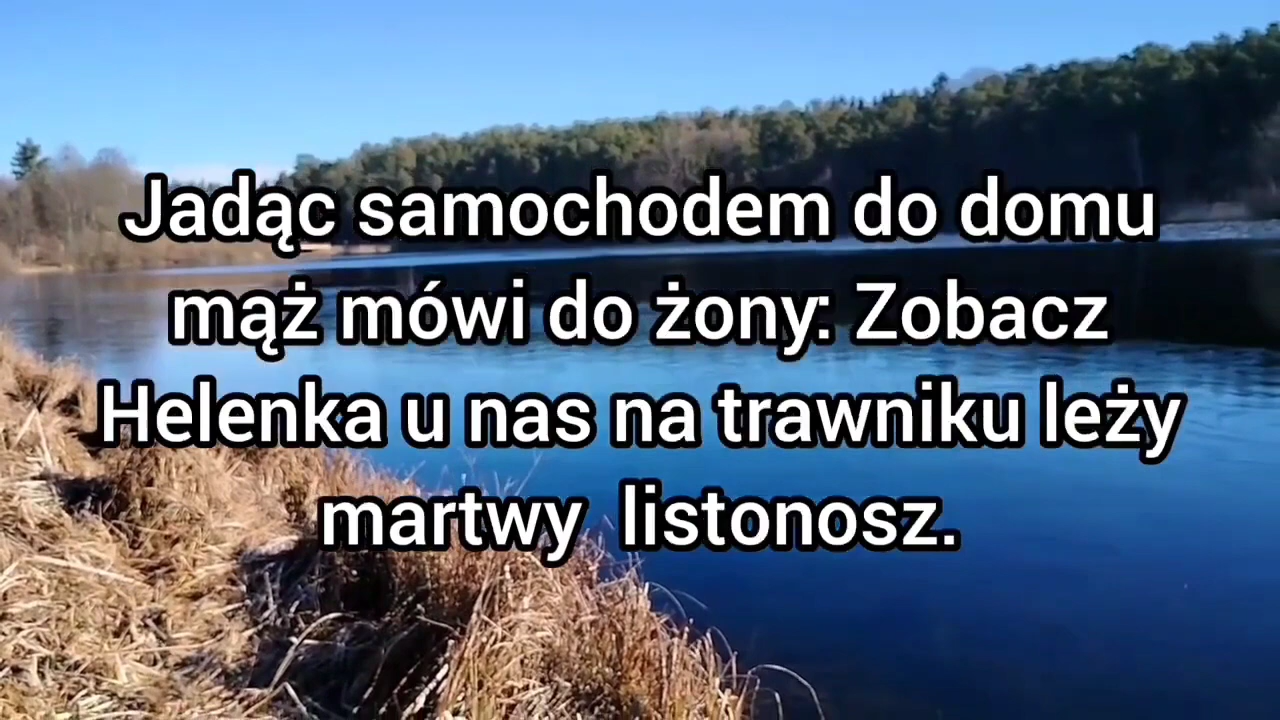 Jadąc samochodem do domu
mąż mówi do żony: Zobacz
Helenka u nas na trawniku leży
martwy listonosz.